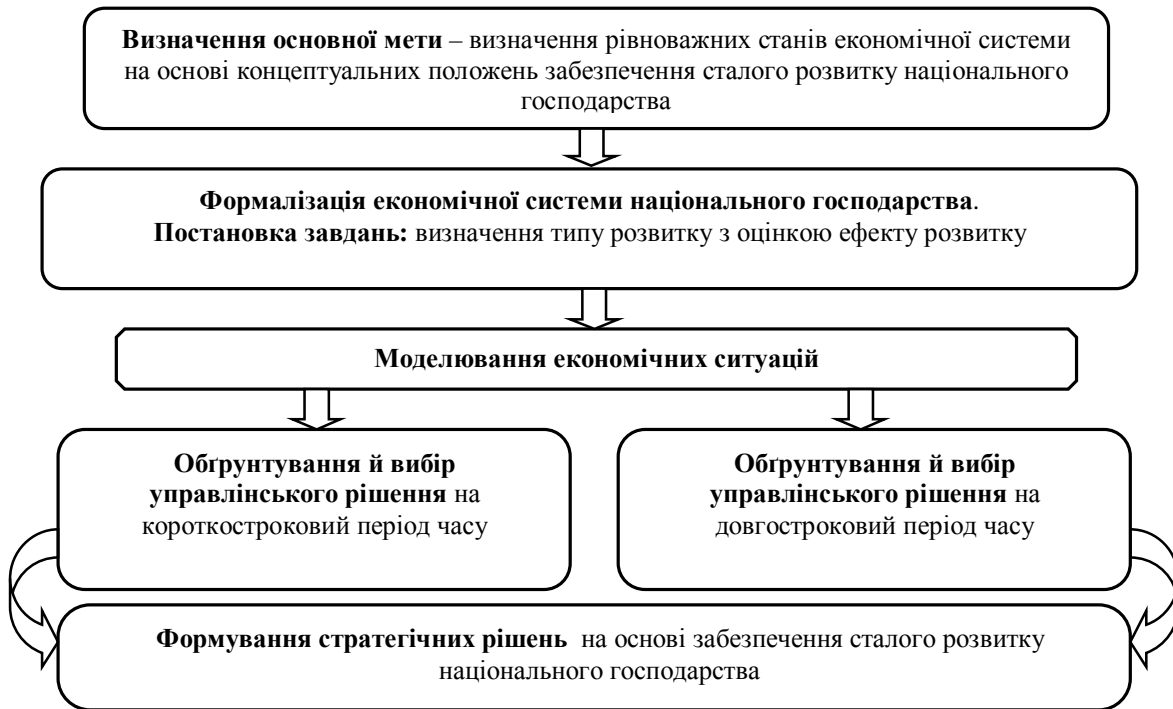 Визначення основної мети – визначення рівноважних станів економічної системи
на основі концептуальних положень забезпечення сталого розвитку національного
господарства
Формалізація економічної системи національного господарства.
Постановка завдань: визначення типу розвитку з оцінкою ефекту розвитку
Моделювання економічних ситуацій
Обґрунтування й вибір
управлінського рішення на
короткостроковий період часу
Обґрунтування й вибір
управлінського рішення на
довгостроковий період часу
Формування стратегічних рішень на основі забезпечення сталого розвитку
національного господарства